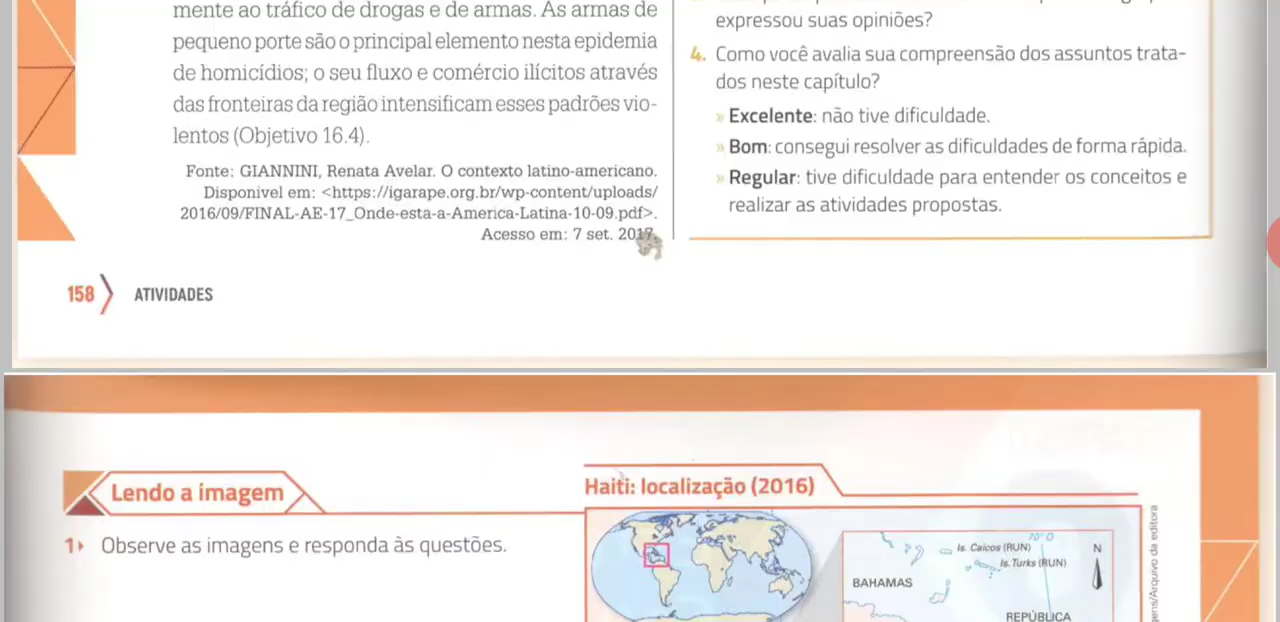 mente ao tráfico de drogas e de armas. As armas de
pequeno porte são o principal elemento nesta epidemia
de homicídios; o seu fluxo e comércio ilícitos através
das fronteiras da região intensificam esses padrões vio-
lentos (Objetivo 16.4).
Fonte: GIANNINI, Renata Avelar. O contexto latino-americano.
Disponível em: <https://igarape.org.br/wp-content/uploads/
2016/09/FINAL-AE-17_Onde-esta-a-America-Latina-10-09.pdf>.
Acesso em: 7 set. 2017.
expressou suas opiniões?
4. Como você avalia sua compreensão dos assuntos trata-
dos neste capítulo?
» Excelente: não tive dificuldade.
» Bom: consegui resolver as dificuldades de forma rápida.
» Regular: tive dificuldade para entender os conceitos e
realizar as atividades propostas.
158 ATIVIDADES
Lendo a imagem
1 Observe as imagens e responda às questões.
Haiti: localização (2016)
70° O
Is. Caicos (RUN)
Is. Turks (RUN)
N
BAHAMAS
REPÚBLICA
/Arquivo da editora